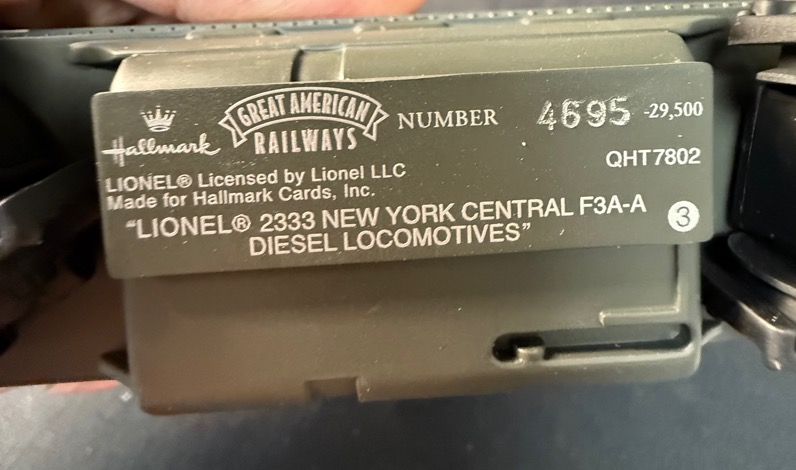 Hallmark
GREAT AMERICAN
RAILWAYS
NUMBER 4695 -29,500
QHT7802
LIONEL® Licensed by Lionel LLC
Made for Hallmark Cards, Inc.
"LIONEL® 2333 NEW YORK CENTRAL F3A-A
DIESEL LOCOMOTIVES"
3